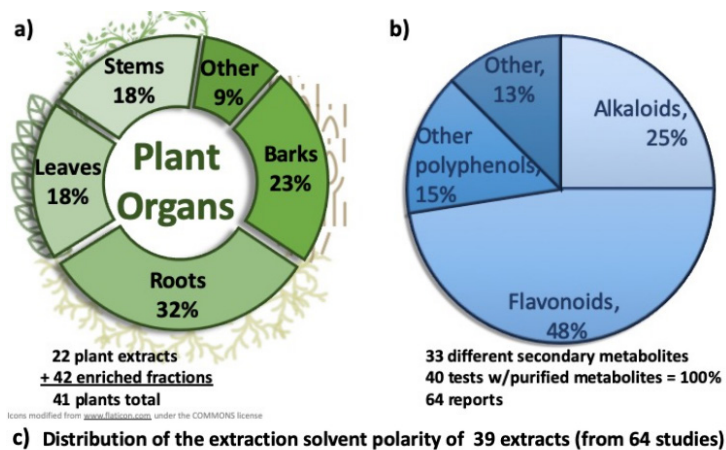 a)
Stems
18%
Other
9%
Barks
23%
Leaves
18%
Plant
Organs
Roots
32%
22 plant extracts
+ 42 enriched fractions
41 plants total
Icons modified from www.flaticon.com under the COMMONS license
b)
Other,
13%
Alkaloids,
25%
Other
polyphenols,
15%
Flavonoids,
48%
33 different secondary metabolites
40 tests w/purified metabolites = 100%
64 reports
c) Distribution of the extraction solvent polarity of 39 extracts (from 64 studies)